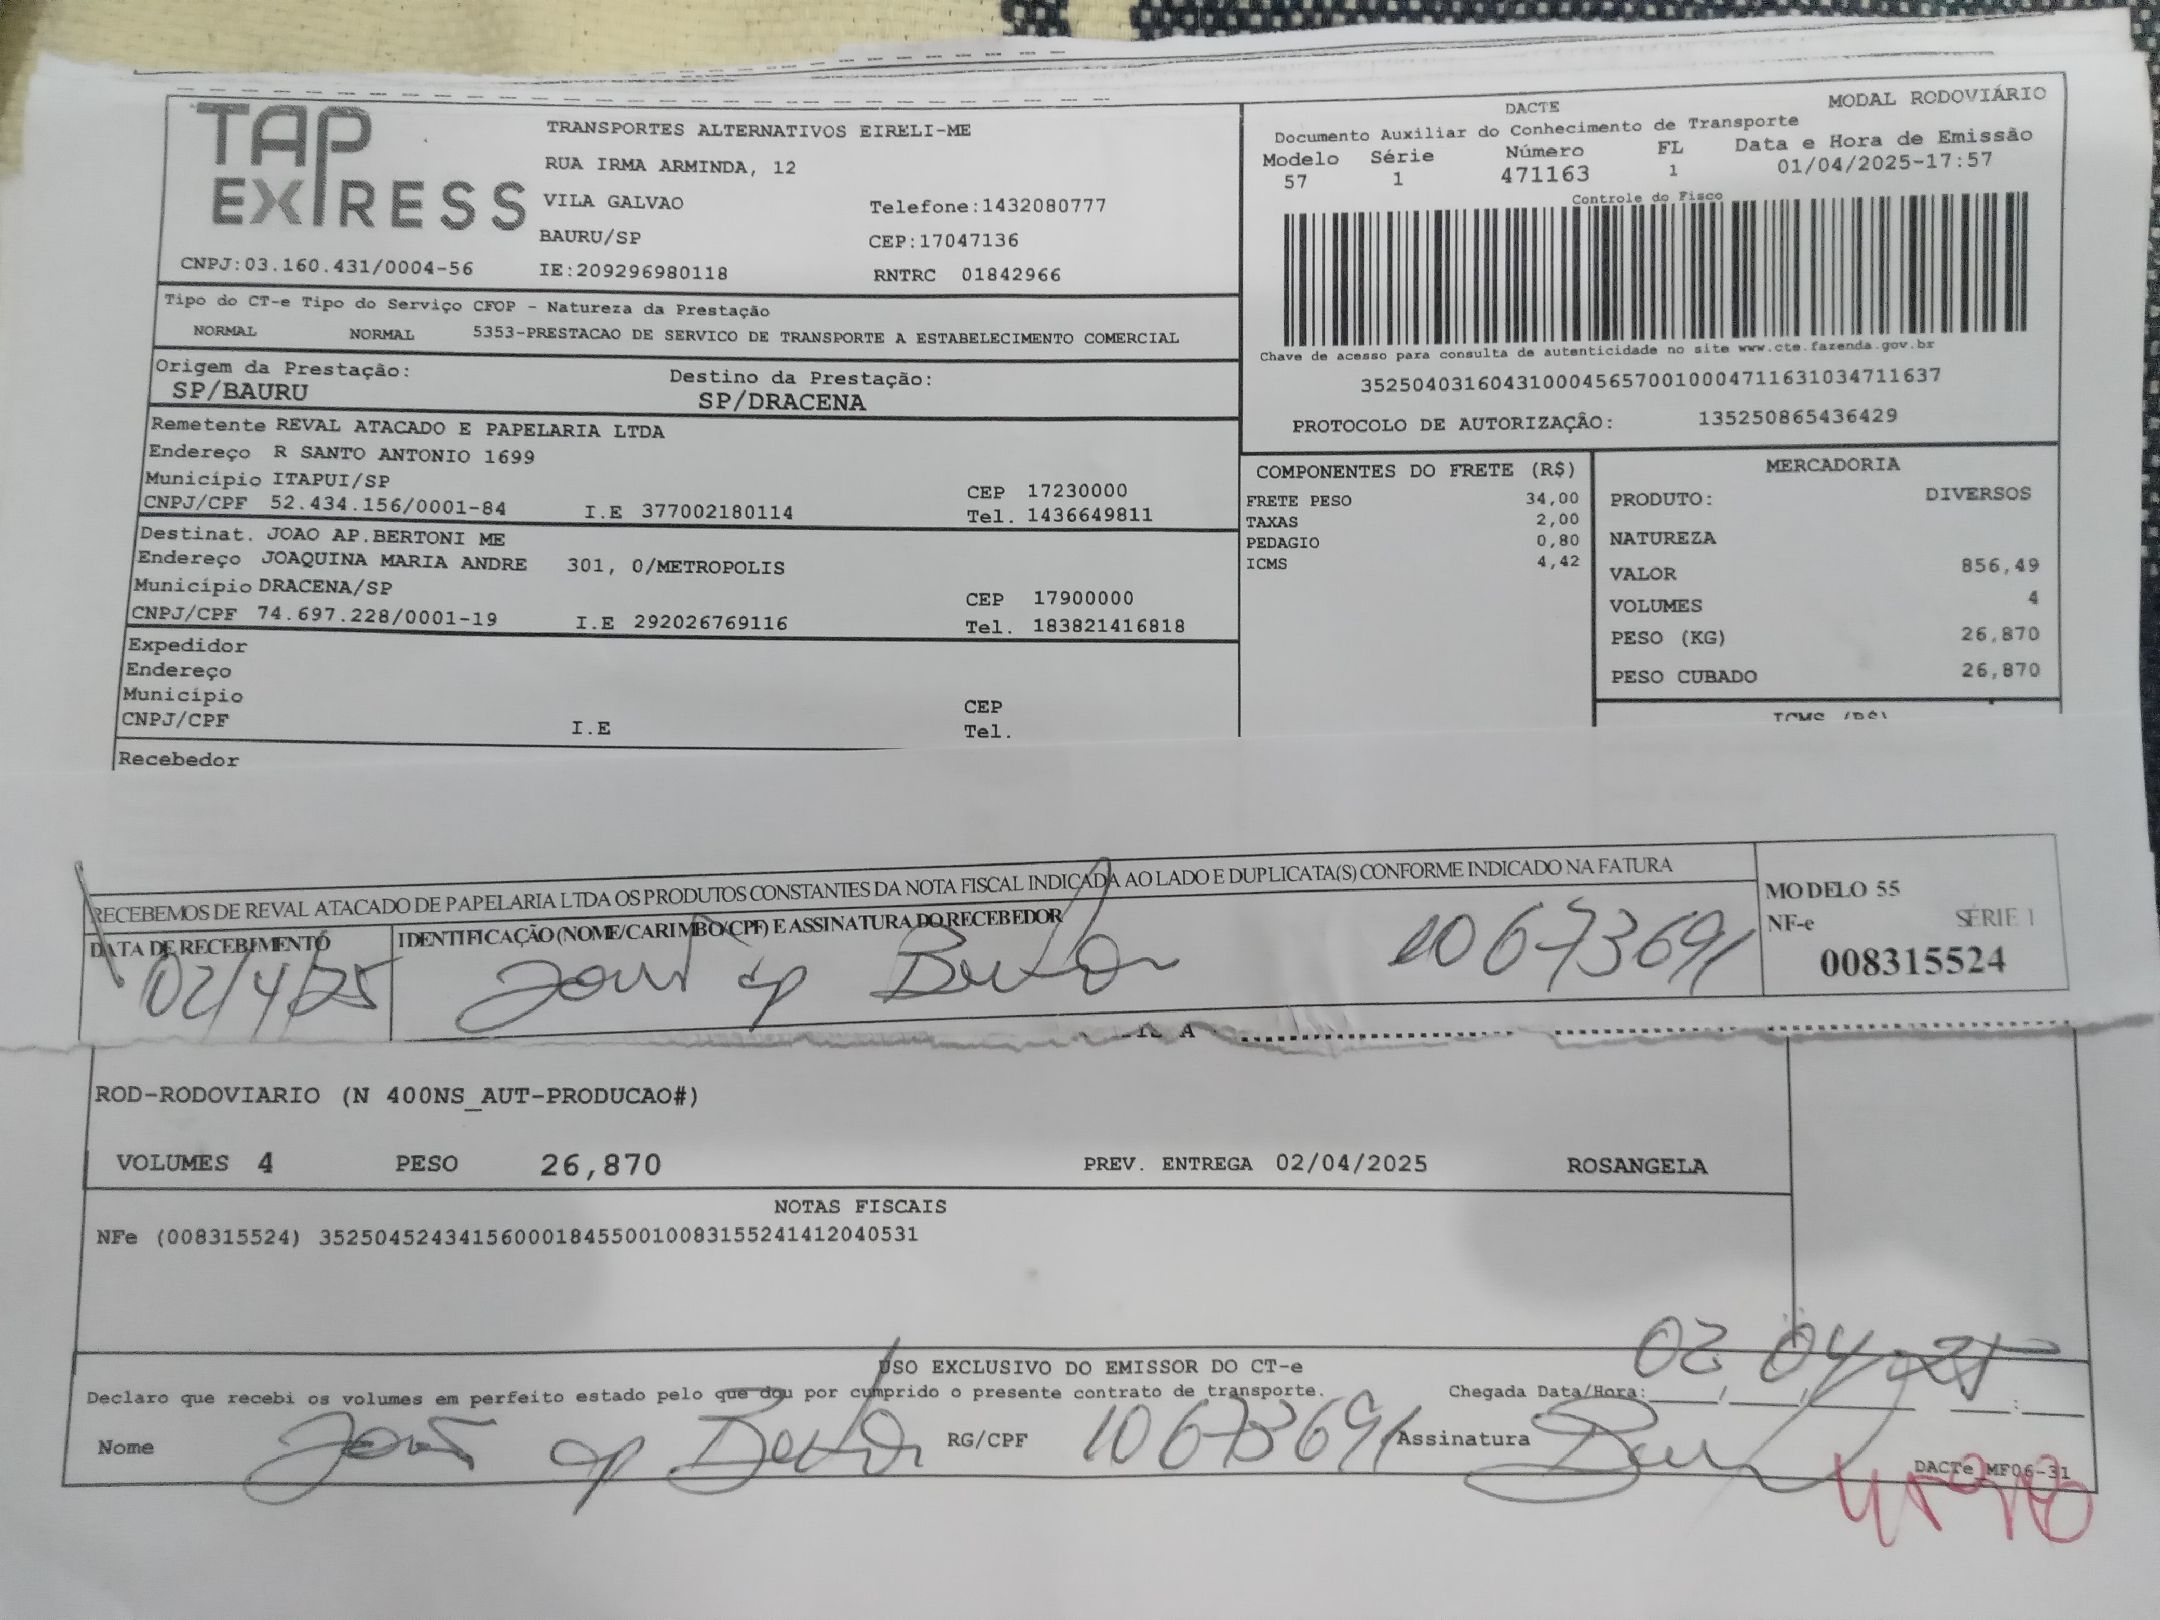 TAP EXPRESS
TRANSPORTES ALTERNATIVOS EIRELI-ME
RUA IRMA ARMINDA, 12
VILA GALVAO Telefone:1432080777
BAURU/SP CEP:17047136
CNPJ:03.160.431/0004-56 IE:209296980118 RNTRC 01842966
DACTE MODAL RODOVIÁRIO
Documento Auxiliar do Conhecimento de Transporte
Modelo Série Número FL Data e Hora de Emissão
57 1 471163 1 01/04/2025-17:57
Controle do Fisco
Chave de acesso para consulta de autenticidade no site www.cte.fazenda.gov.br
35250403160431000456570010004711631034711637
PROTOCOLO DE AUTORIZAÇÃO: 135250865436429
Tipo do CT-e Tipo do Serviço CFOP - Natureza da Prestação
NORMAL NORMAL 5353-PRESTACAO DE SERVICO DE TRANSPORTE A ESTABELECIMENTO COMERCIAL
Origem da Prestação: Destino da Prestação:
SP/BAURU SP/DRACENA
Remetente REVAL ATACADO E PAPELARIA LTDA
Endereço R SANTO ANTONIO 1699
Município ITAPUI/SP CEP 17230000
CNPJ/CPF 52.434.156/0001-84 I.E 377002180114 Tel. 1436649811
Destinat. JOAO AP.BERTONI ME
Endereço JOAQUINA MARIA ANDRE 301, 0/METROPOLIS
Município DRACENA/SP CEP 17900000
CNPJ/CPF 74.697.228/0001-19 I.E 292026769116 Tel. 183821416818
Expedidor
Endereço
Município CEP
CNPJ/CPF I.E Tel.
Recebedor
COMPONENTES DO FRETE (R$)
FRETE PESO 34,00
TAXAS 2,00
PEDAGIO 0,80
ICMS 4,42
MERCADORIA
PRODUTO: DIVERSOS
NATUREZA
VALOR 856,49
VOLUMES 4
PESO (KG) 26,870
PESO CUBADO 26,870
ICMS (R$)
RECEBEMOS DE REVAL ATACADO DE PAPELARIA LTDA OS PRODUTOS CONSTANTES DA NOTA FISCAL INDICADA AO LADO E DUPLICATA(S) CONFORME INDICADO NA FATURA
DATA DE RECEBIMENTO IDENTIFICAÇÃO (NOME/CARIMBO/CPF) E ASSINATURA DO RECEBEDOR
02/4/25 João ap Bertoni 10673691
MODELO 55
NF-e SÉRIE 1
008315524
ROD-RODOVIARIO (N 400NS_AUT-PRODUCAO#)
VOLUMES 4 PESO 26,870 PREV. ENTREGA 02/04/2025 ROSANGELA
NOTAS FISCAIS
NFe (008315524) 35250452434156000184550010083155241412040531
USO EXCLUSIVO DO EMISSOR DO CT-e
Declaro que recebi os volumes em perfeito estado pelo que dou por cumprido o presente contrato de transporte. Chegada Data/Hora: 02 04 25
Nome João ap Bertoni RG/CPF 10673691 Assinatura
DACTe MF06-31